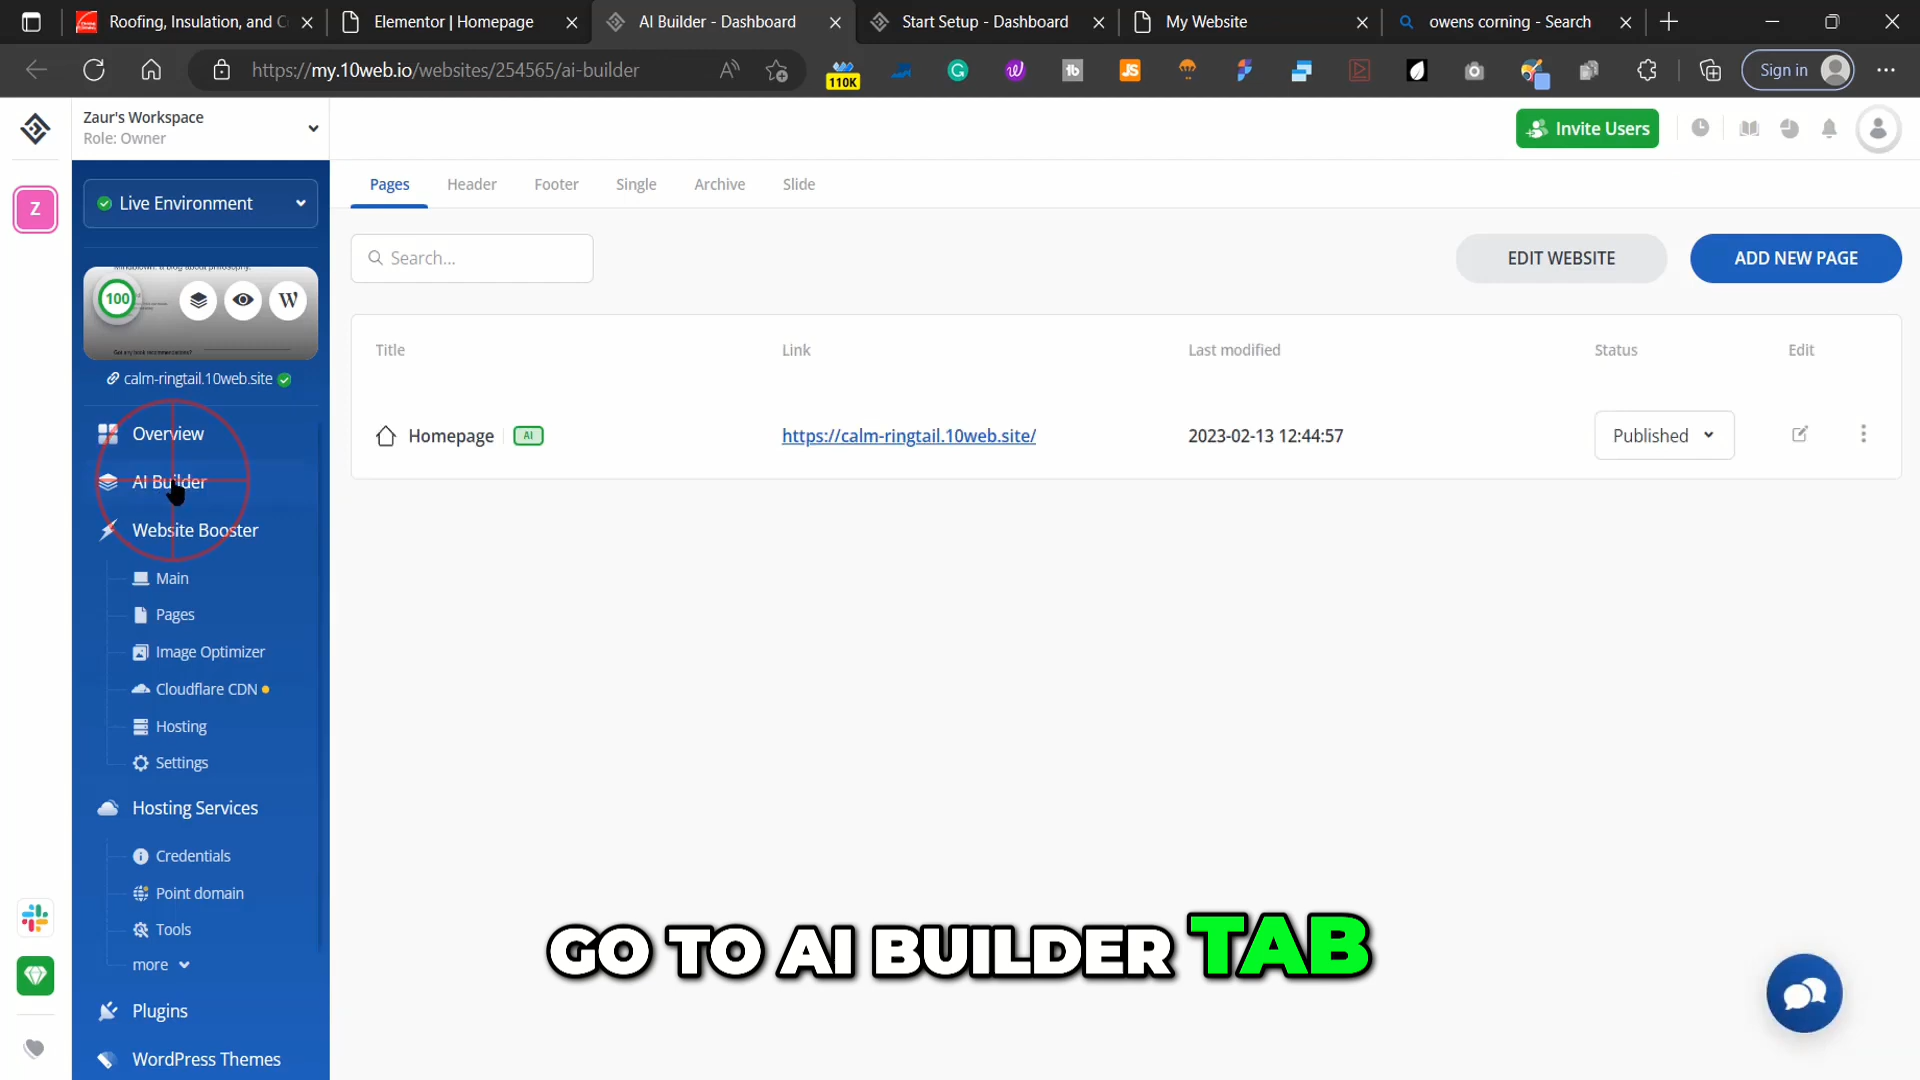 Roofing, Insulation, and C
Elementor | Homepage
AI Builder - Dashboard
Start Setup - Dashboard
My Website
owens corning - Search
https://my.10web.io/websites/254565/ai-builder
110K
Sign in
Zaur's Workspace
Role: Owner
Invite Users
Z
Live Environment
Pages
Header
Footer
Single
Archive
Slide
Search...
EDIT WEBSITE
ADD NEW PAGE
100
calm-ringtail.10web.site
Title
Link
Last modified
Status
Edit
Homepage
AI
https://calm-ringtail.10web.site/
2023-02-13 12:44:57
Published
Overview
AI Builder
Website Booster
Main
Pages
Image Optimizer
Cloudflare CDN
Hosting
Settings
Hosting Services
Credentials
Point domain
Tools
more
Plugins
WordPress Themes
GO TO AI BUILDER TAB